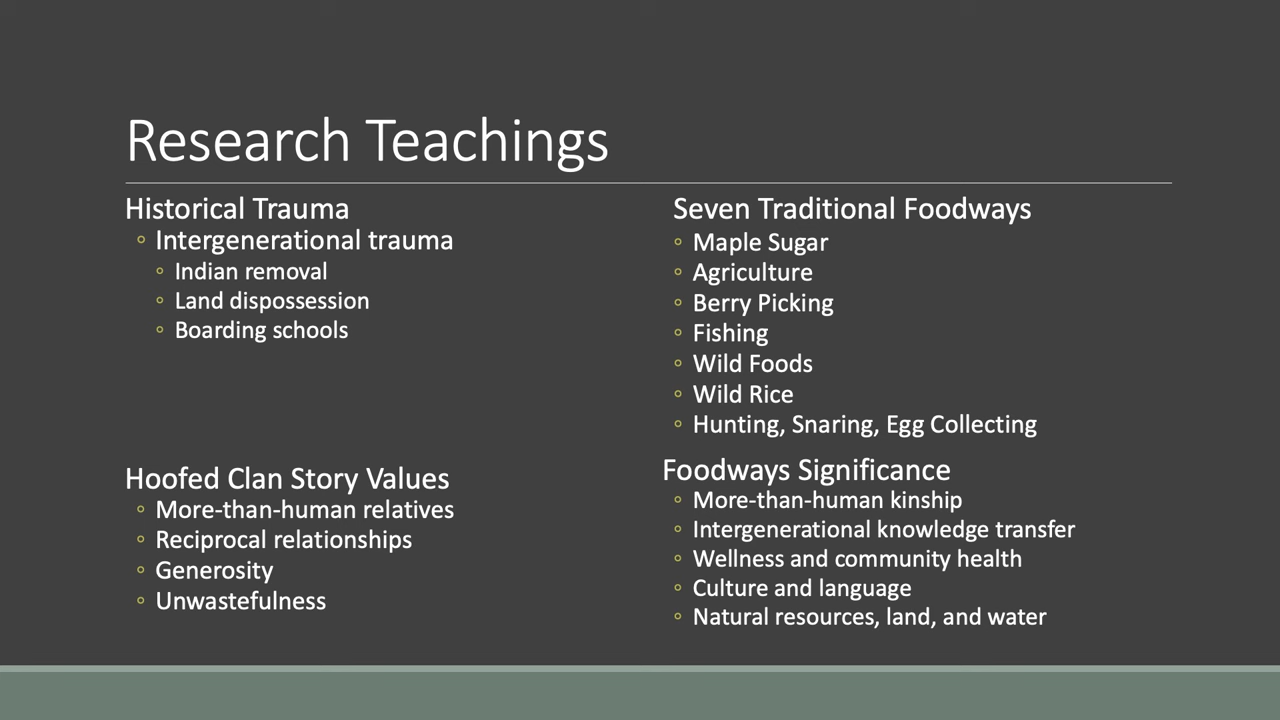 Research Teachings
Historical Trauma
Intergenerational trauma
Indian removal
Land dispossession
Boarding schools
Hoofed Clan Story Values
More-than-human relatives
Reciprocal relationships
Generosity
Unwastefulness
Seven Traditional Foodways
Maple Sugar
Agriculture
Berry Picking
Fishing
Wild Foods
Wild Rice
Hunting, Snaring, Egg Collecting
Foodways Significance
More-than-human kinship
Intergenerational knowledge transfer
Wellness and community health
Culture and language
Natural resources, land, and water